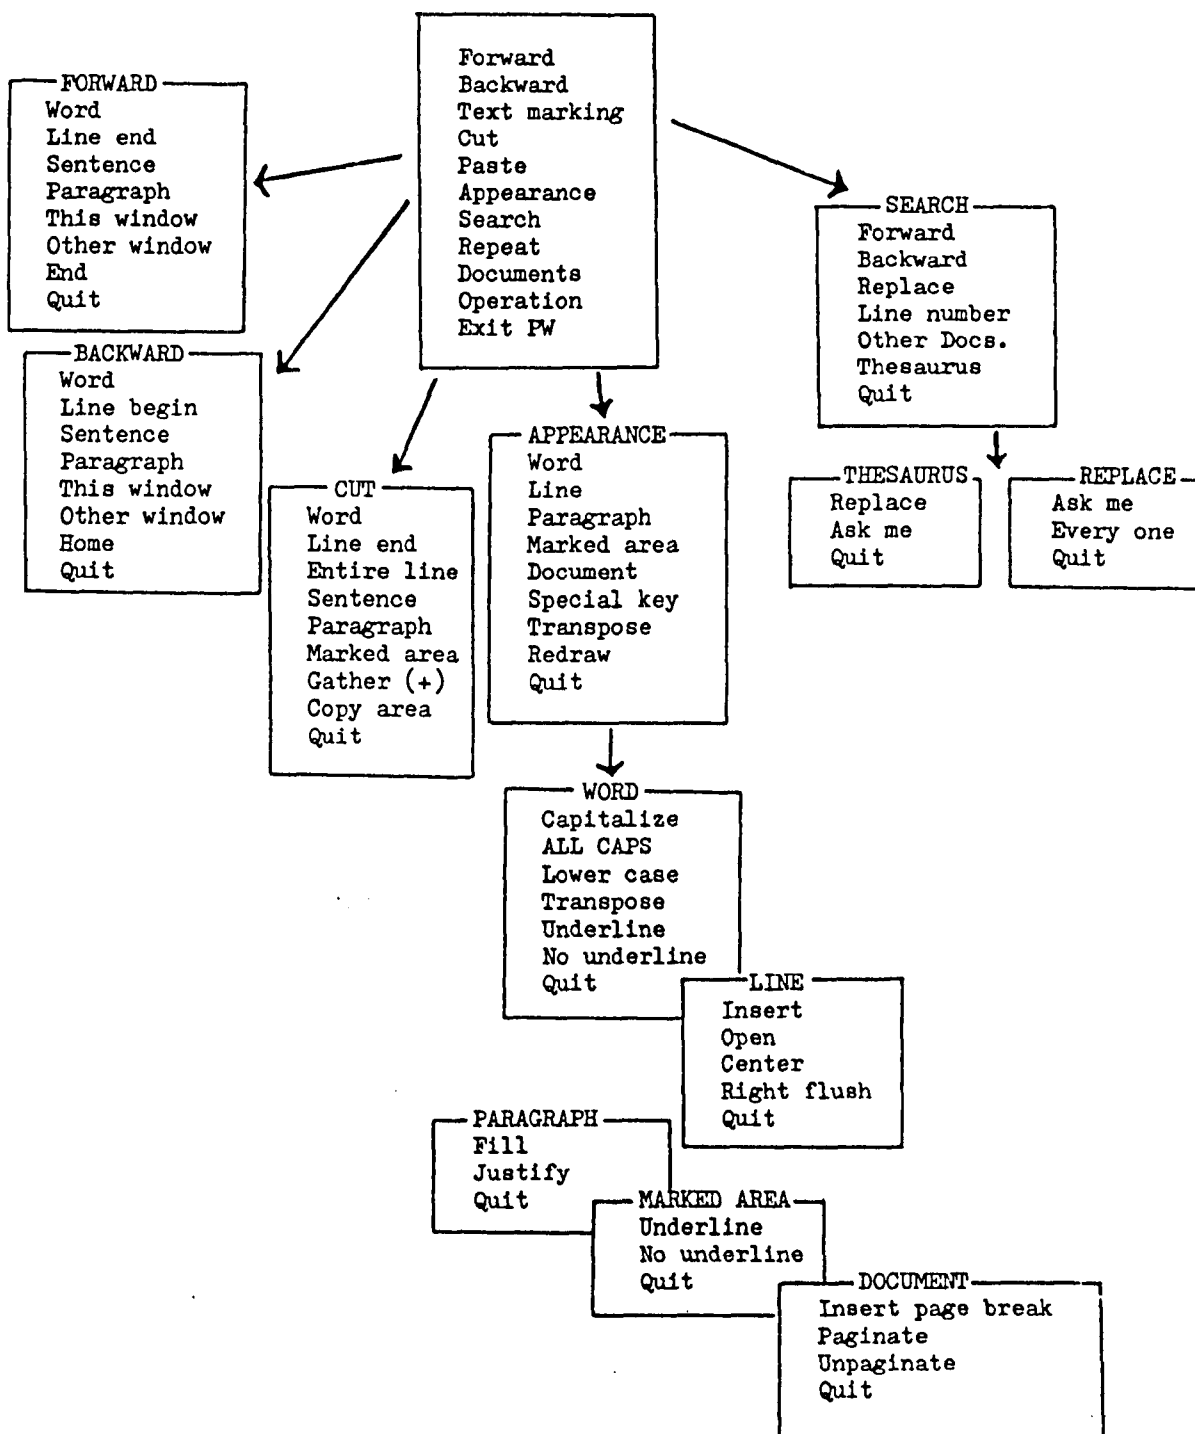 Forward
Backward
Text marking
Cut
Paste
Appearance
Search
Repeat
Documents
Operation
Exit PW
FORWARD
Word
Line end
Sentence
Paragraph
This window
Other window
End
Quit
BACKWARD
Word
Line begin
Sentence
Paragraph
This window
Other window
Home
Quit
CUT
Word
Line end
Entire line
Sentence
Paragraph
Marked area
Gather (+)
Copy area
Quit
APPEARANCE
Word
Line
Paragraph
Marked area
Document
Special key
Transpose
Redraw
Quit
SEARCH
Forward
Backward
Replace
Line number
Other Docs.
Thesaurus
Quit
THESAURUS
Replace
Ask me
Quit
REPLACE
Ask me
Every one
Quit
WORD
Capitalize
ALL CAPS
Lower case
Transpose
Underline
No underline
Quit
LINE
Insert
Open
Center
Right flush
Quit
PARAGRAPH
Fill
Justify
Quit
MARKED AREA
Underline
No underline
Quit
DOCUMENT
Insert page break
Paginate
Unpaginate
Quit